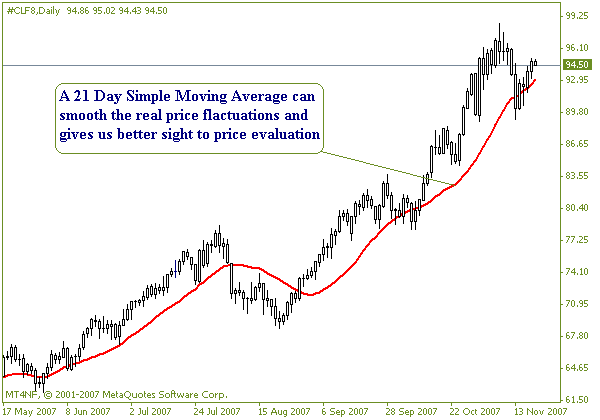 #CLF8,Daily 94.86 95.02 94.43 94.50
99.25
96.10
94.50
92.95
89.80
86.65
83.55
80.40
77.25
74.10
70.95
67.80
64.65
61.50
A 21 Day Simple Moving Average can
smooth the real price flactuations and
gives us better sight to price evaluation
MT4NF, © 2001-2007 MetaQuotes Software Corp.
17 May 2007 8 Jun 2007 2 Jul 2007 24 Jul 2007 15 Aug 2007 6 Sep 2007 28 Sep 2007 22 Oct 2007 13 Nov 2007